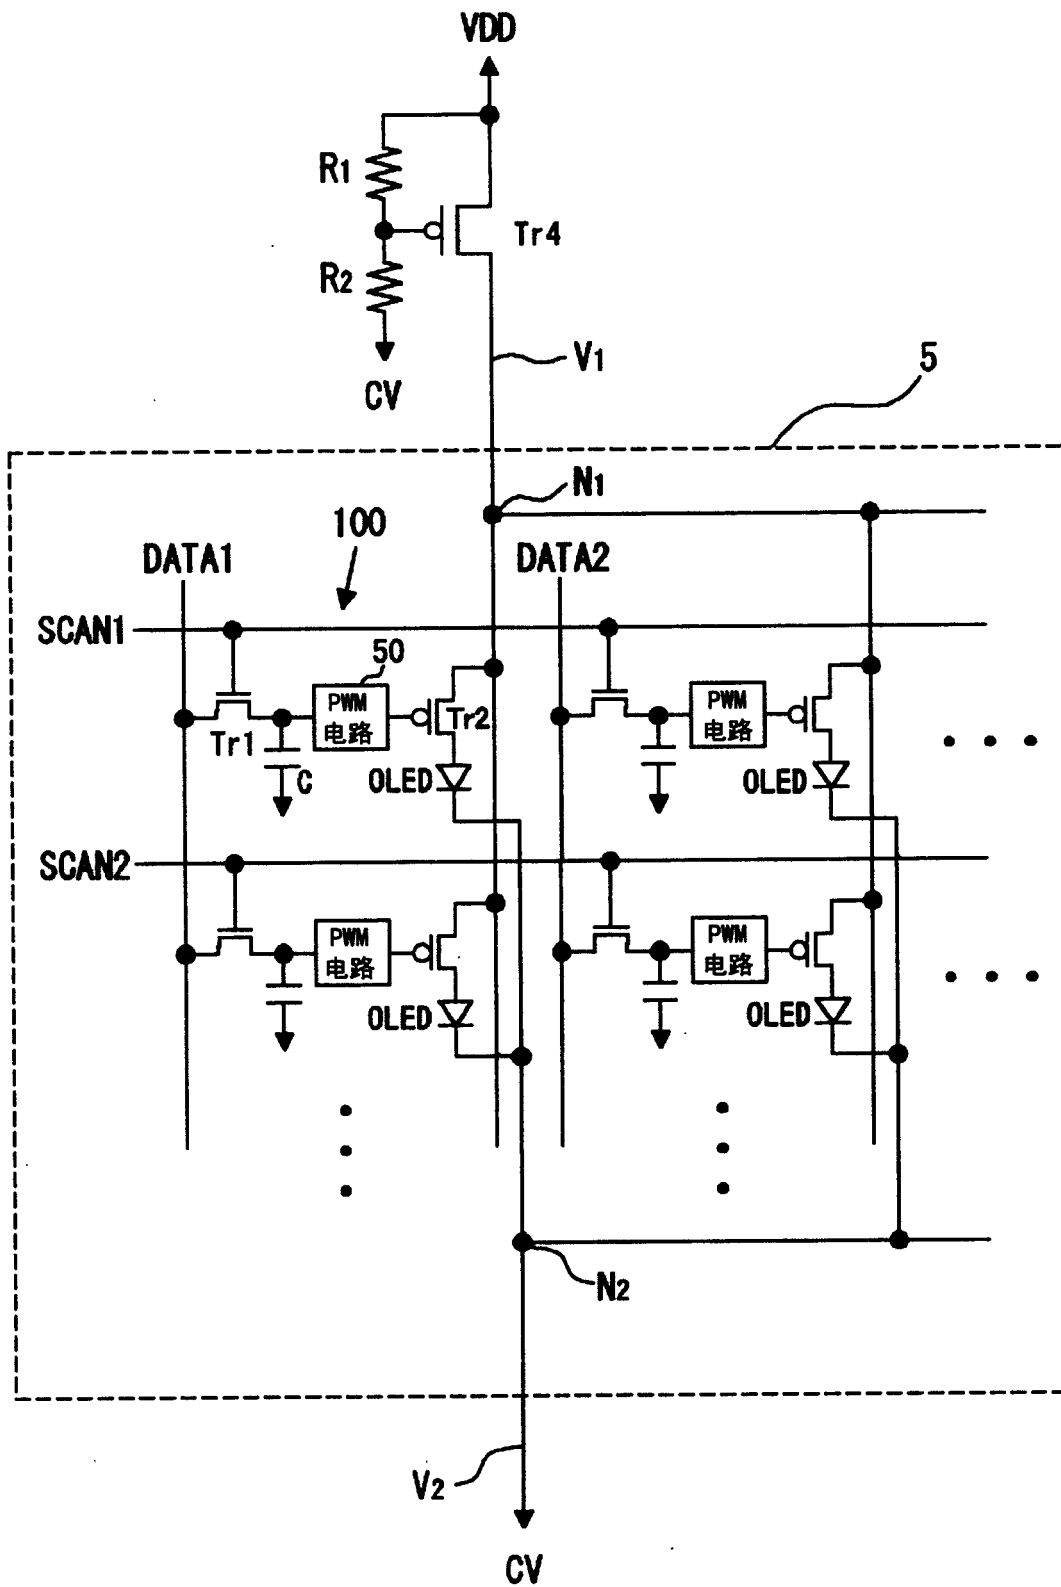 VDD
R1
Tr4
R2
V1
CV
5
N1
100
DATA1
DATA2
SCAN1
50
PWM
电路
Tr2
PWM
电路
Tr1
C
OLED
OLED
SCAN2
PWM
电路
PWM
电路
OLED
OLED
N2
V2
CV